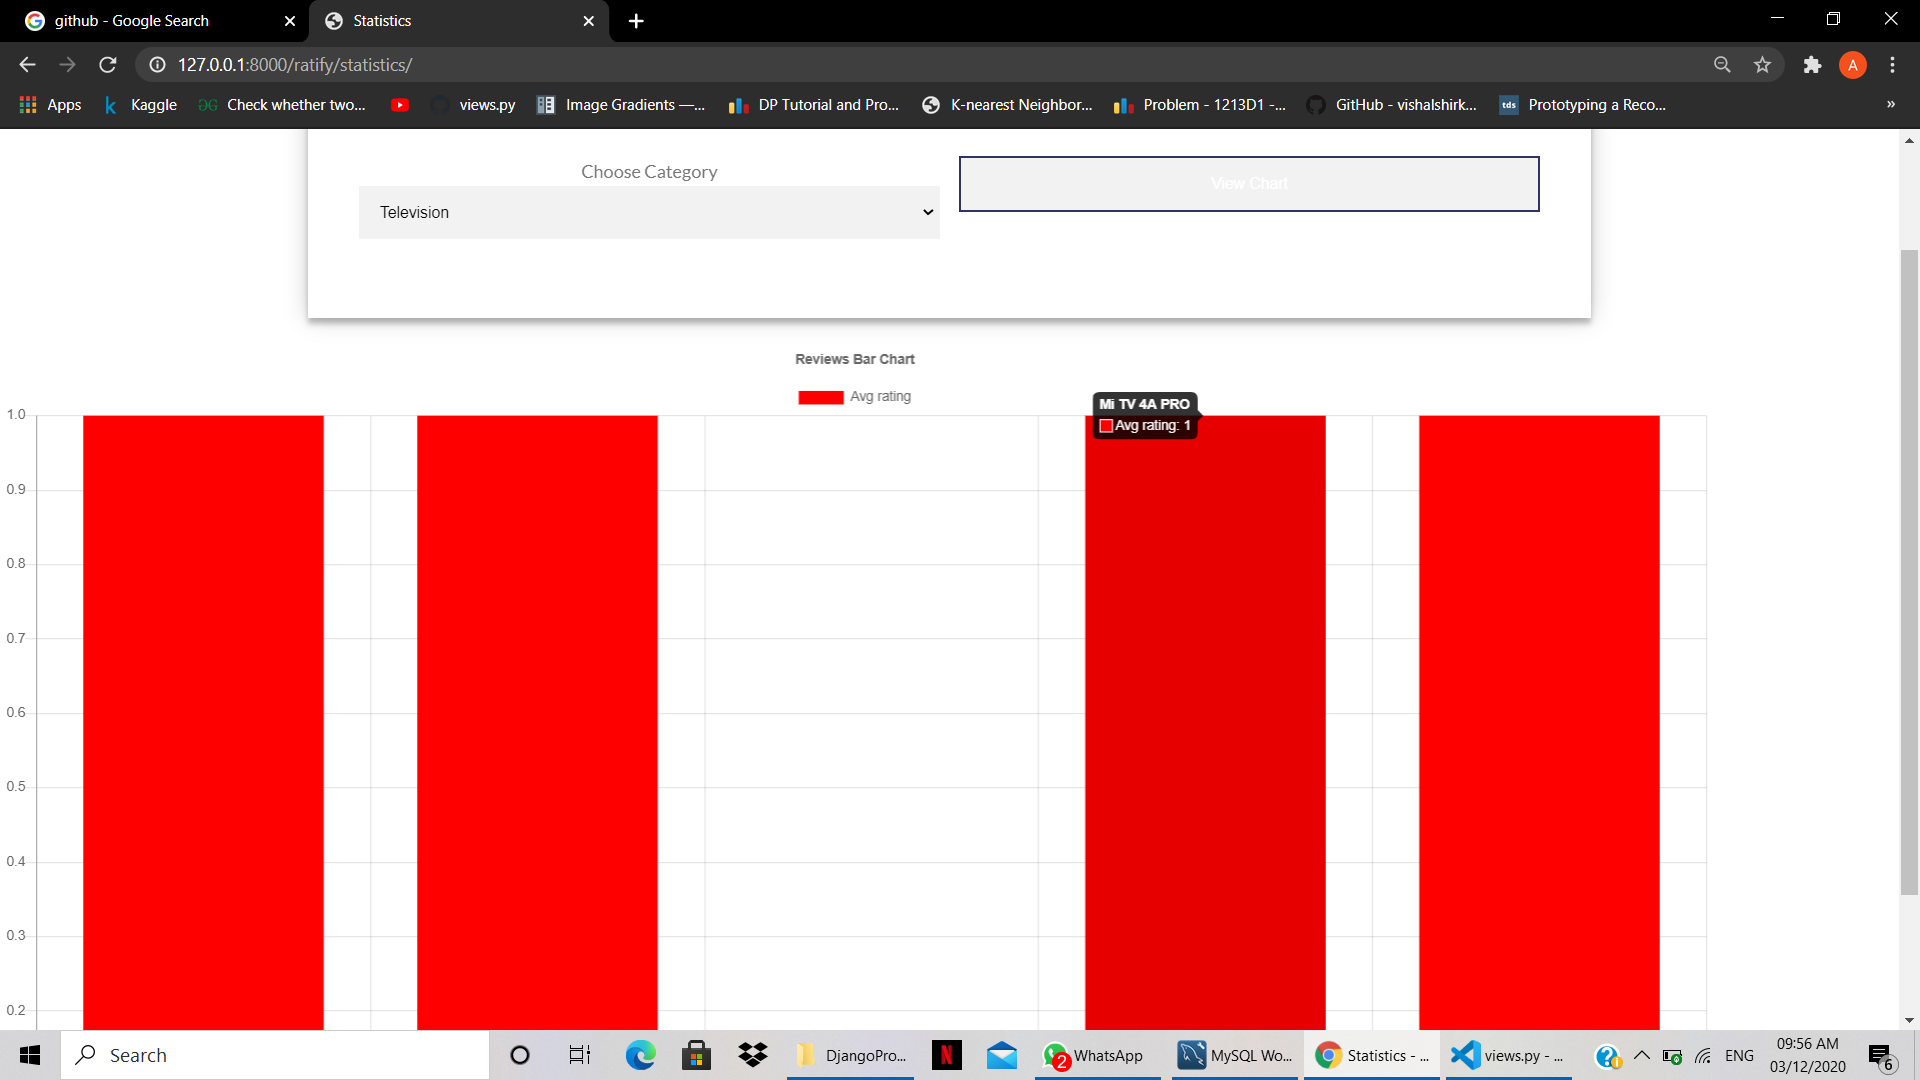 github - Google Search
Statistics
127.0.0.1:8000/ratify/statistics/
A
Apps
k Kaggle
GG Check whether two...
views.py
Image Gradients —...
DP Tutorial and Pro...
K-nearest Neighbor...
Problem - 1213D1 -...
GitHub - vishalshirk...
tds Prototyping a Reco...
»
Choose Category
View Chart
Television
Reviews Bar Chart
Avg rating
Mi TV 4A PRO
Avg rating: 1
1.0
0.9
0.8
0.7
0.6
0.5
0.4
0.3
0.2
Search
DjangoPro...
N
2
WhatsApp
MySQL Wo...
Statistics - ...
views.py - ...
ENG
09:56 AM
03/12/2020
6